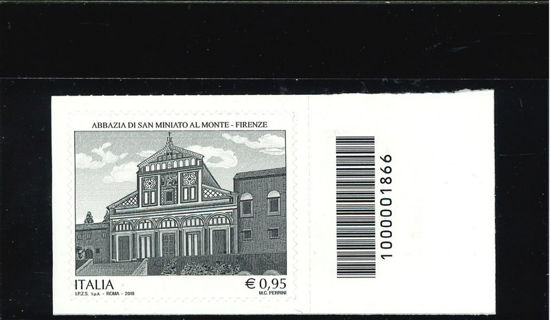 ABBAZIA DI SAN MINIATO AL MONTE - FIRENZE
ITALIA
€ 0,95
I.P.Z.S. S.p.A. - ROMA - 2018
M.C. PERRINI
1000001866